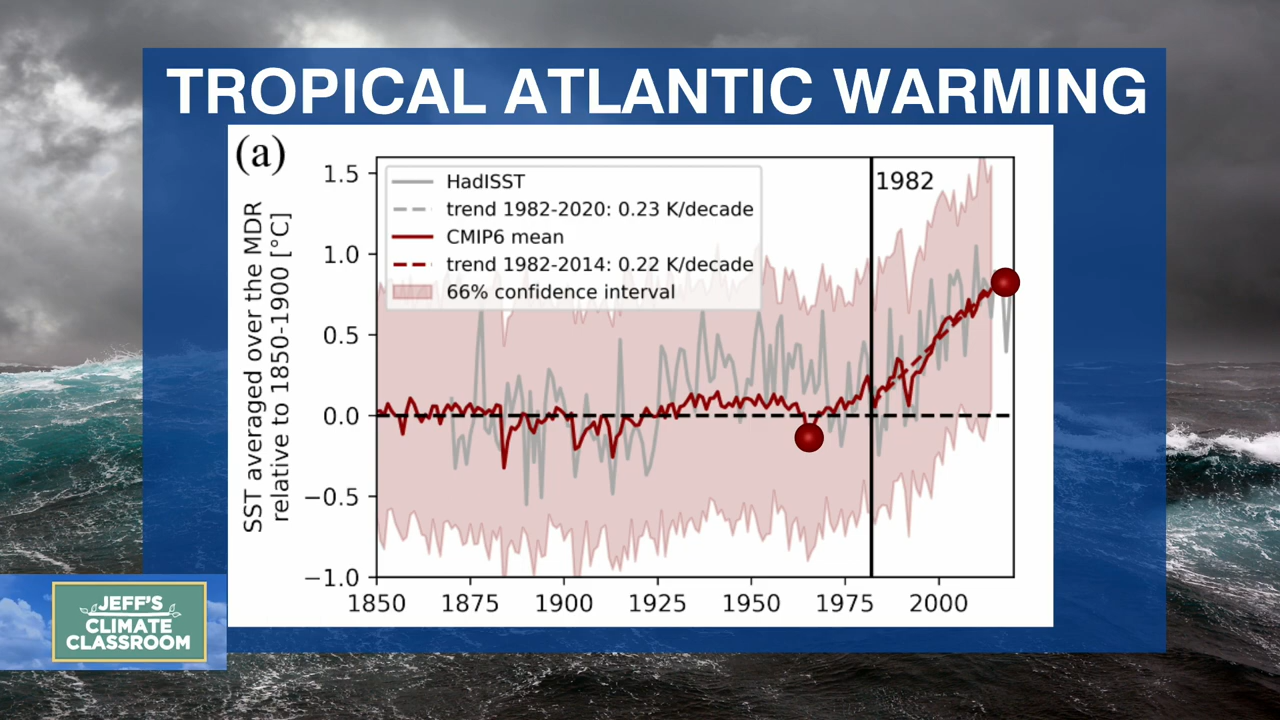 TROPICAL ATLANTIC WARMING
(a)
SST averaged over the MDR
relative to 1850-1900 [°C]
1.5
1.0
0.5
0.0
−0.5
−1.0
HadISST
trend 1982-2020: 0.23 K/decade
CMIP6 mean
trend 1982-2014: 0.22 K/decade
66% confidence interval
1982
1850 1875 1900 1925 1950 1975 2000
JEFF'S
CLIMATE
CLASSROOM